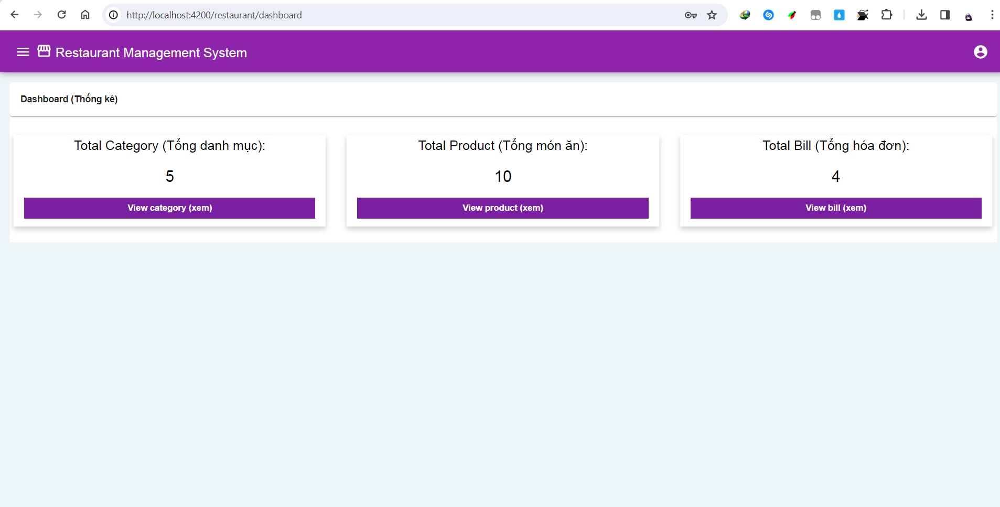 http://localhost:4200/restaurant/dashboard
Restaurant Management System
Dashboard (Thống kê)
Total Category (Tổng danh mục):
5
View category (xem)
Total Product (Tổng món ăn):
10
View product (xem)
Total Bill (Tổng hóa đơn):
4
View bill (xem)